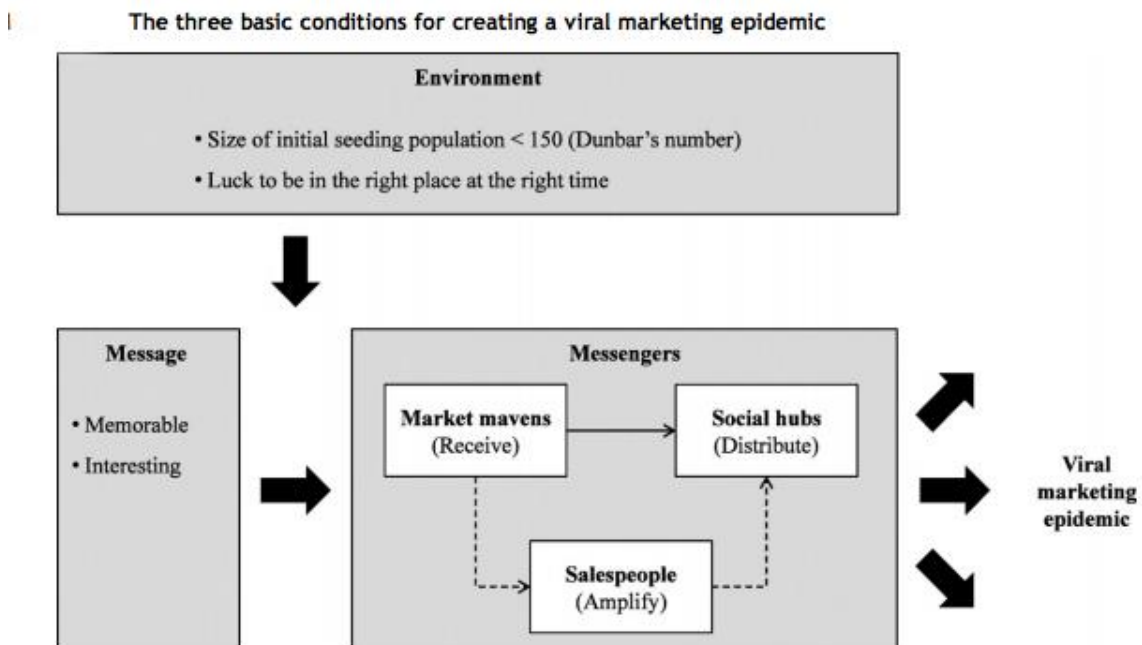 The three basic conditions for creating a viral marketing epidemic
Environment
• Size of initial seeding population < 150 (Dunbar's number)
• Luck to be in the right place at the right time
Message
• Memorable
• Interesting
Messengers
Market mavens
(Receive)
Social hubs
(Distribute)
Salespeople
(Amplify)
Viral
marketing
epidemic